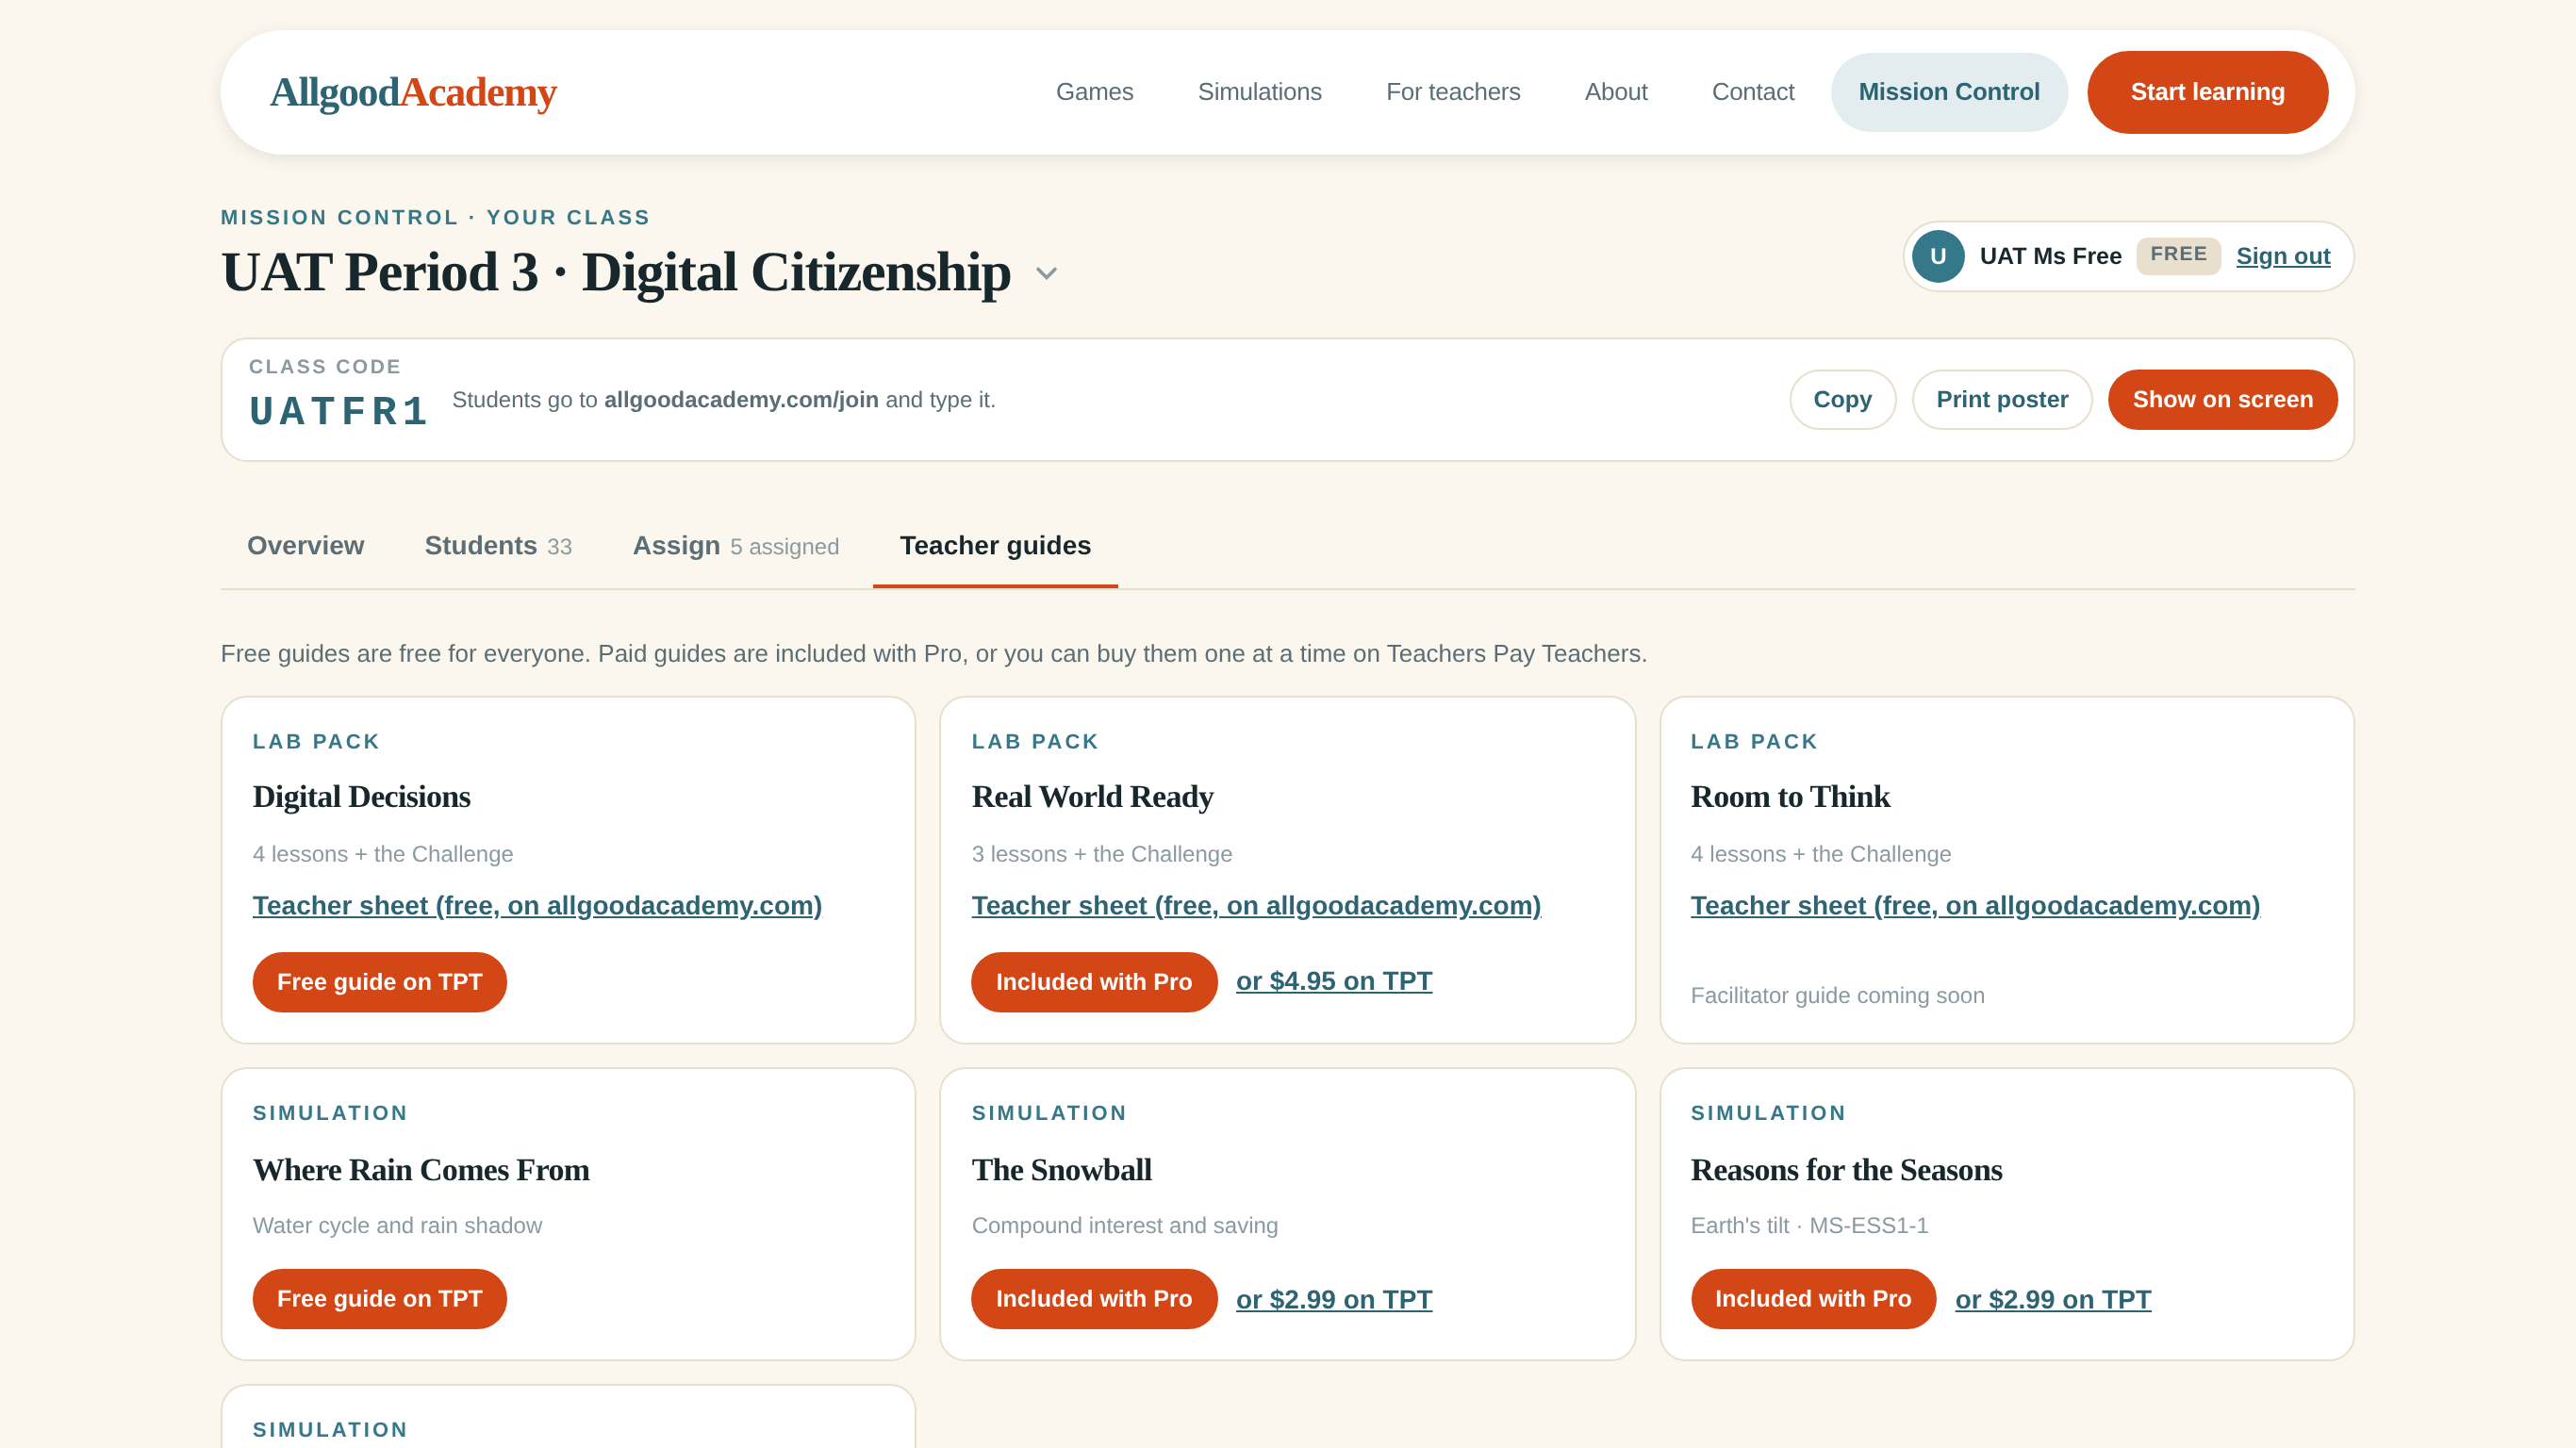 AllgoodAcademy
Games Simulations For teachers About Contact Mission Control Start learning
MISSION CONTROL · YOUR CLASS
UAT Period 3 · Digital Citizenship
U UAT Ms Free FREE Sign out
CLASS CODE
UATFR1 Students go to allgoodacademy.com/join and type it.
Copy Print poster Show on screen
Overview Students 33 Assign 5 assigned Teacher guides
Free guides are free for everyone. Paid guides are included with Pro, or you can buy them one at a time on Teachers Pay Teachers.
LAB PACK
Digital Decisions
4 lessons + the Challenge
Teacher sheet (free, on allgoodacademy.com)
Free guide on TPT
LAB PACK
Real World Ready
3 lessons + the Challenge
Teacher sheet (free, on allgoodacademy.com)
Included with Pro or $4.95 on TPT
LAB PACK
Room to Think
4 lessons + the Challenge
Teacher sheet (free, on allgoodacademy.com)
Facilitator guide coming soon
SIMULATION
Where Rain Comes From
Water cycle and rain shadow
Free guide on TPT
SIMULATION
The Snowball
Compound interest and saving
Included with Pro or $2.99 on TPT
SIMULATION
Reasons for the Seasons
Earth's tilt · MS-ESS1-1
Included with Pro or $2.99 on TPT
SIMULATION